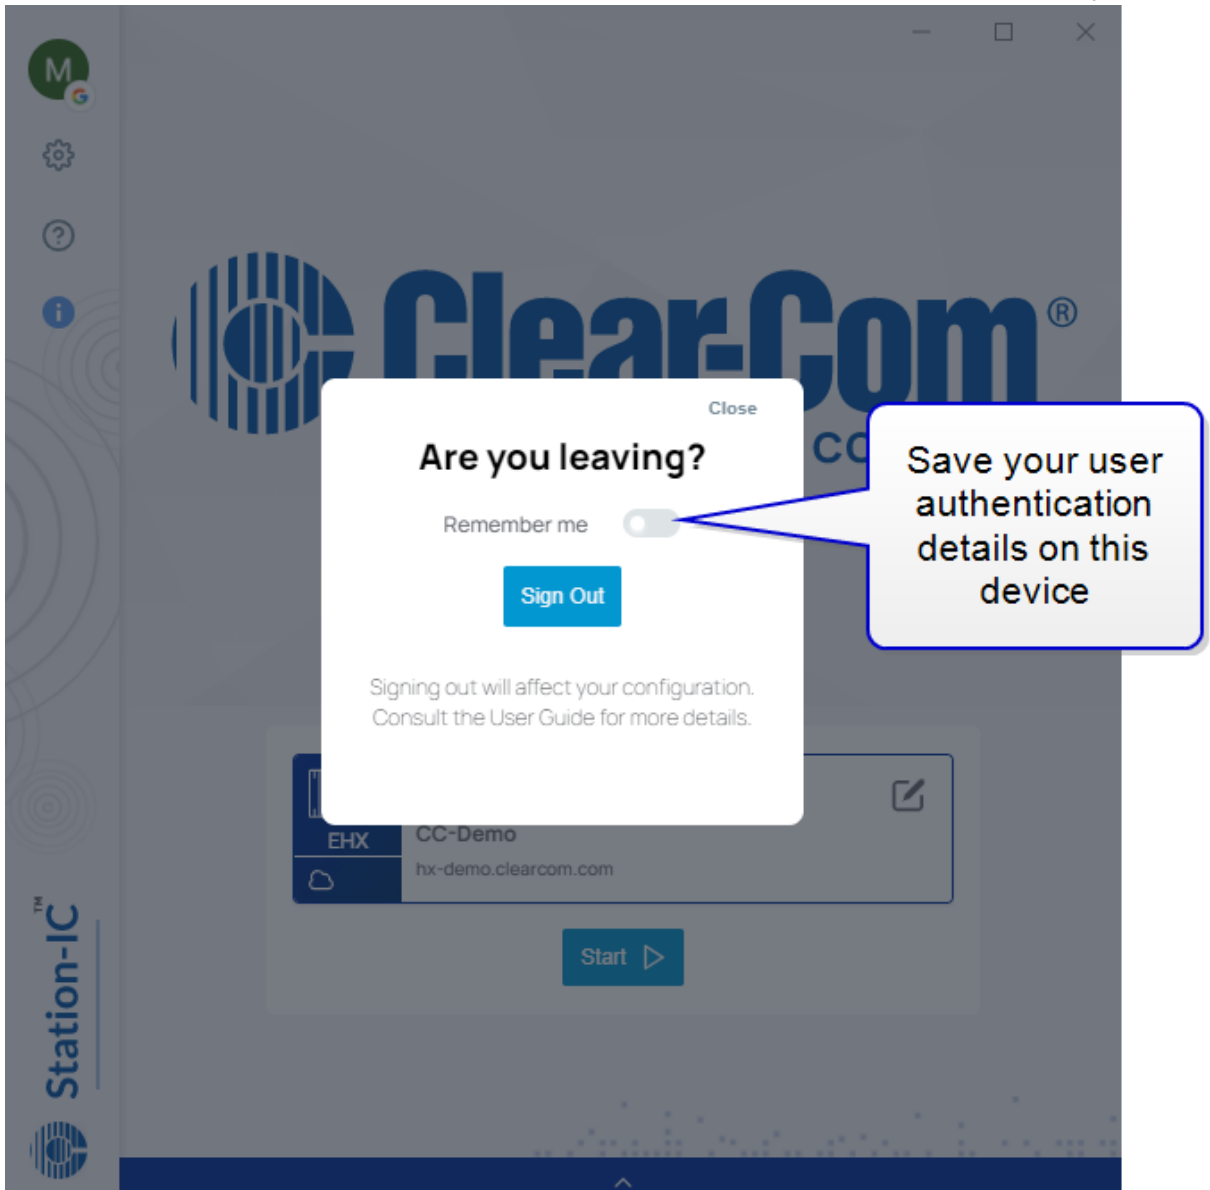 M
G
i
Clear-Com®
CO
Close
Are you leaving?
Remember me
Sign Out
Signing out will affect your configuration.
Consult the User Guide for more details.
Save your user
authentication
details on this
device
EHX
CC-Demo
hx-demo.clearcom.com
Start
Station-IC™